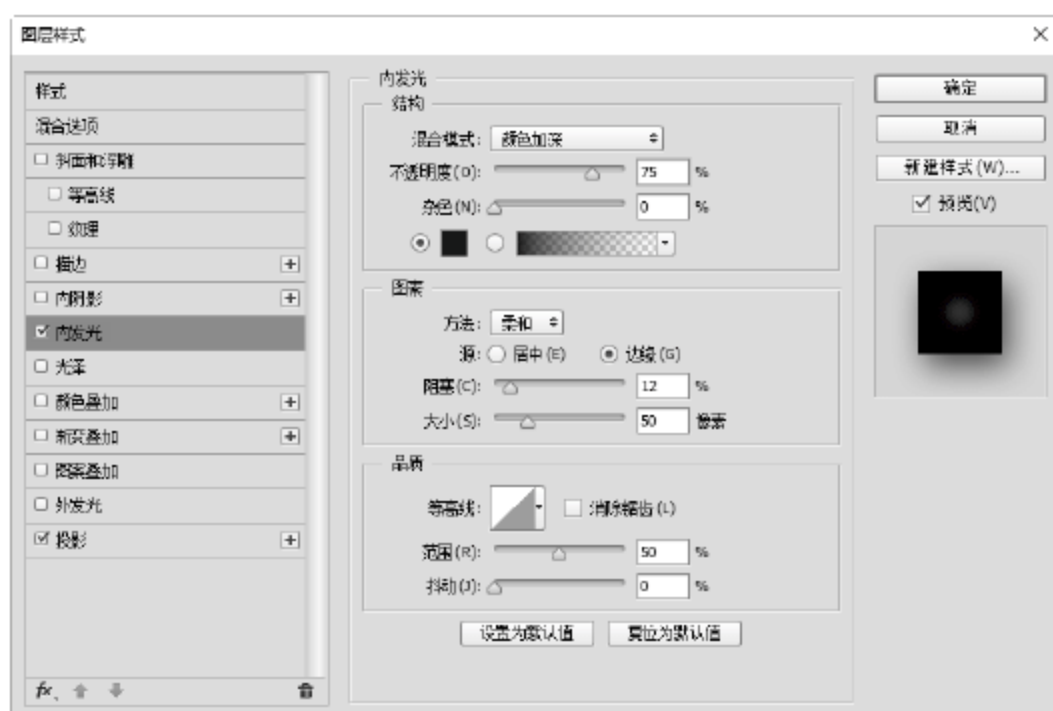 图层样式
样式
混合选项
斜面和浮雕
等高线
纹理
描边
内阴影
内发光
光泽
颜色叠加
渐变叠加
图案叠加
外发光
投影
fx
内发光
结构
混合模式: 颜色加深
不透明度(O): 75 %
杂色(N): 0 %
图素
方法: 柔和
源: 居中(E) 边缘(G)
阻塞(C): 12 %
大小(S): 50 像素
品质
等高线: 消除锯齿(L)
范围(R): 50 %
抖动(J): 0 %
设置为默认值 复位为默认值
确定
取消
新建样式(W)...
预览(V)